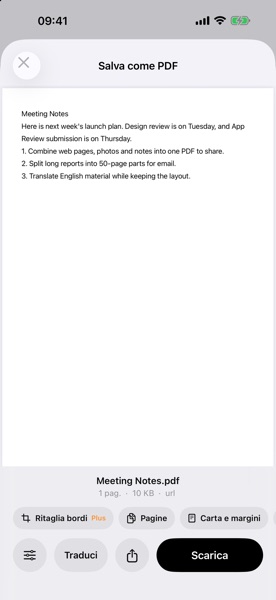 09:41
Salva come PDF
Meeting Notes
Here is next week's launch plan. Design review is on Tuesday, and App
Review submission is on Thursday.
1. Combine web pages, photos and notes into one PDF to share.
2. Split long reports into 50-page parts for email.
3. Translate English material while keeping the layout.
Meeting Notes.pdf
1 pag. · 10 KB · url
Ritaglia bordi Plus
Pagine
Carta e margini
Traduci
Scarica